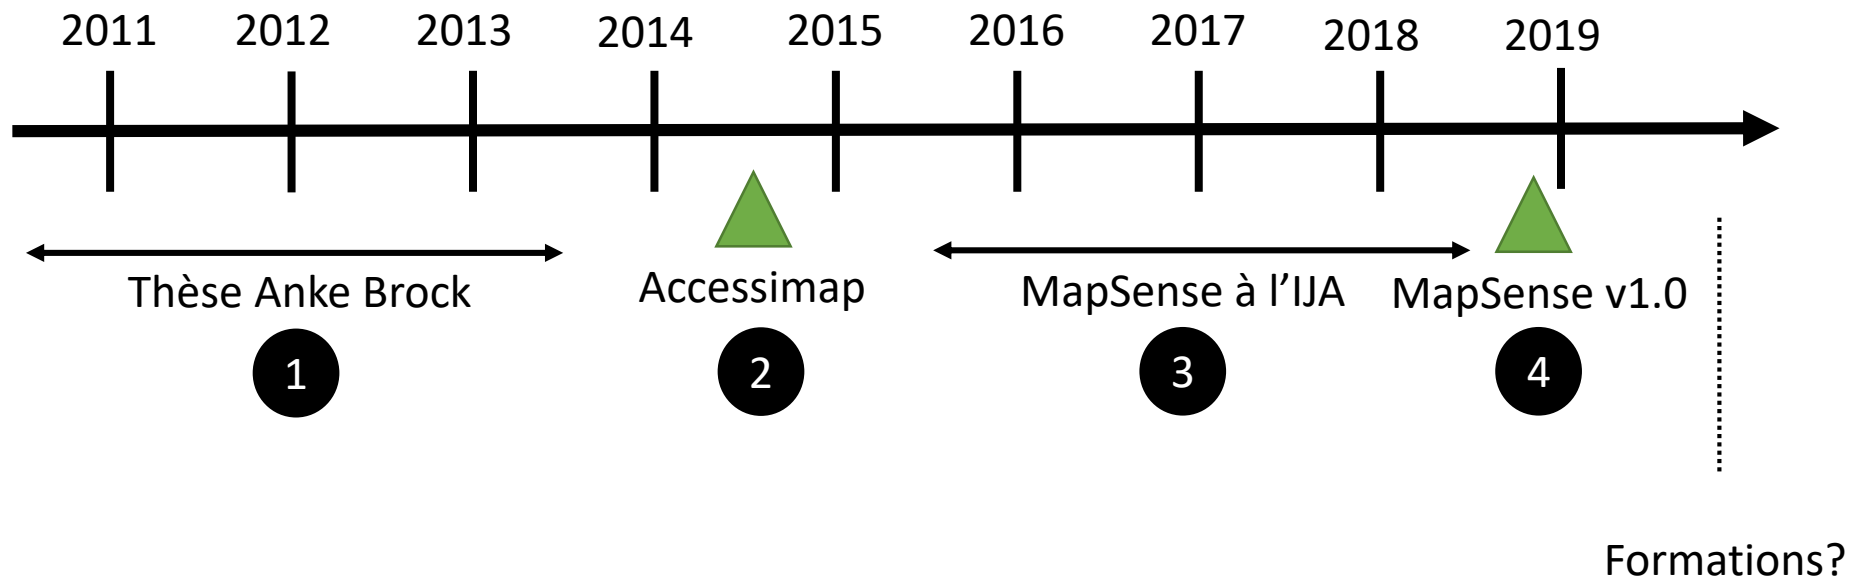 2011 2012 2013 2014 2015 2016 2017 2018 2019
Thèse Anke Brock Accessimap MapSense à l’IJA MapSense v1.0
1 2 3 4
Formations?